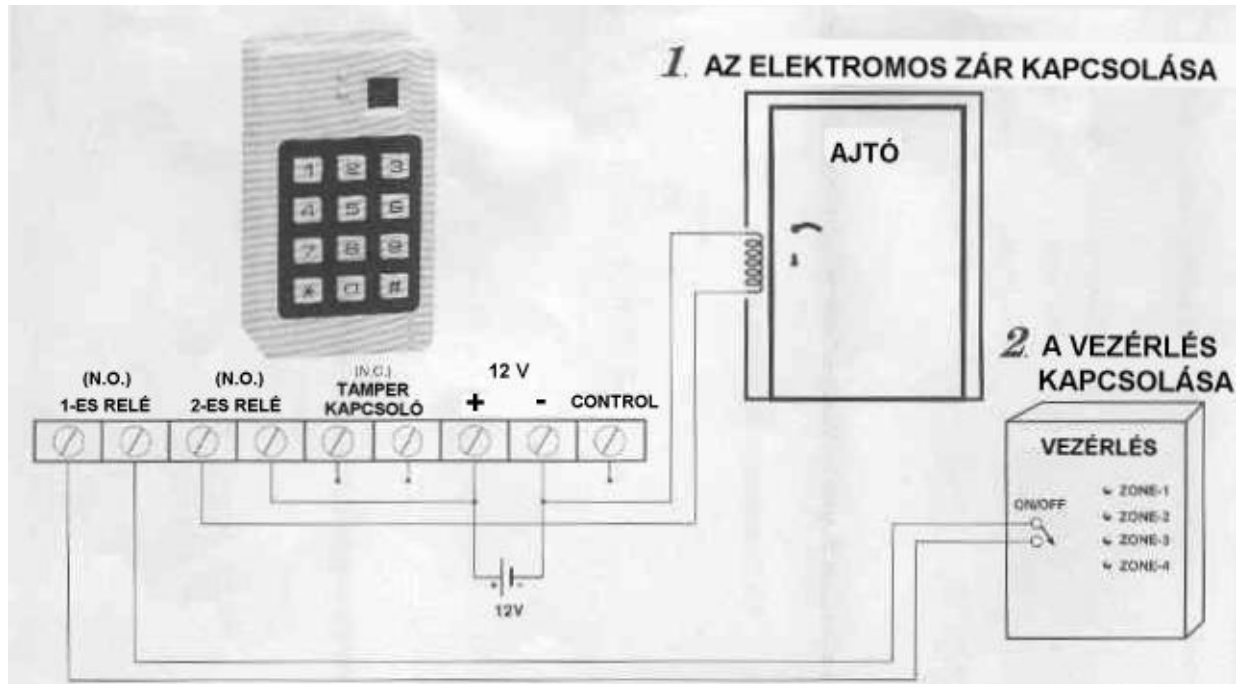 1. AZ ELEKTROMOS ZÁR KAPCSOLÁSA
AJTÓ
1 2 3
4 5 6
7 8 9
* 0 #
2. A VEZÉRLÉS
KAPCSOLÁSA
(N.O.)
1-ES RELÉ
(N.O.)
2-ES RELÉ
(N.C.)
TAMPER
KAPCSOLÓ
12 V
+ -
CONTROL
VEZÉRLÉS
ON/OFF
ZONE-1
ZONE-2
ZONE-3
ZONE-4
+ -
12V